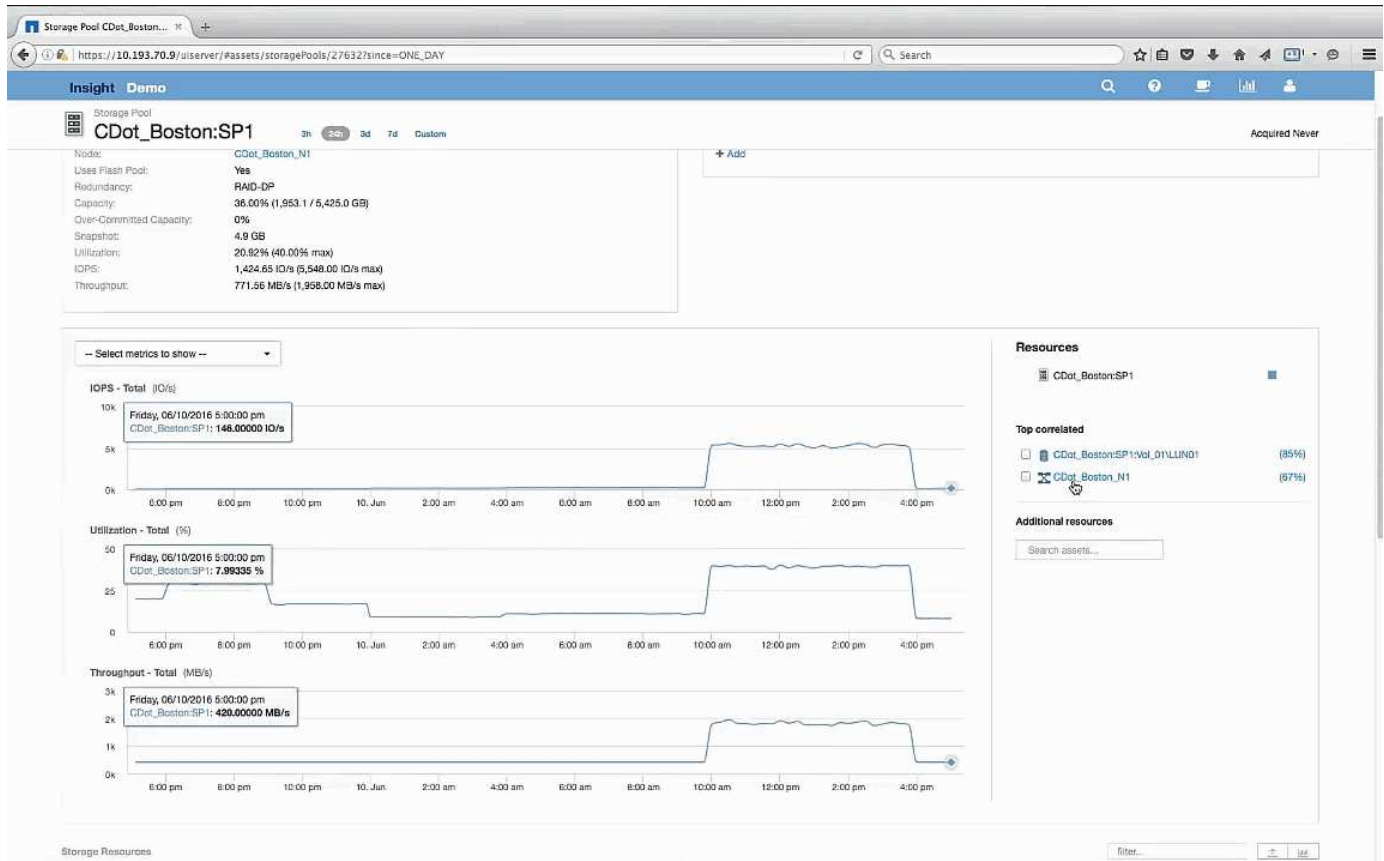 Storage Pool CDot_Boston... × +
https://10.193.70.9/uiserver/#assets/storagePools/27632?since=ONE_DAY
Search
Insight Demo
Storage Pool
CDot_Boston:SP1
3h 24h 3d 7d Custom
Acquired Never
Node: CDot_Boston_N1
+ Add
Uses Flash Pool: Yes
Redundancy: RAID-DP
Capacity: 36.00% (1,953.1 / 5,425.0 GB)
Over-Committed Capacity: 0%
Snapshot: 4.9 GB
Utilization: 20.92% (40.00% max)
IOPS: 1,424.65 IO/s (5,548.00 IO/s max)
Throughput: 771.56 MB/s (1,958.00 MB/s max)
-- Select metrics to show --
IOPS - Total (IO/s)
10k
5k
0k
Friday, 06/10/2016 5:00:00 pm
CDot_Boston:SP1: 146.00000 IO/s
6:00 pm 8:00 pm 10:00 pm 10. Jun 2:00 am 4:00 am 6:00 am 8:00 am 10:00 am 12:00 pm 2:00 pm 4:00 pm
Utilization - Total (%)
50
25
0
Friday, 06/10/2016 5:00:00 pm
CDot_Boston:SP1: 7.99335 %
6:00 pm 8:00 pm 10:00 pm 10. Jun 2:00 am 4:00 am 6:00 am 8:00 am 10:00 am 12:00 pm 2:00 pm 4:00 pm
Throughput - Total (MB/s)
3k
2k
1k
0k
Friday, 06/10/2016 5:00:00 pm
CDot_Boston:SP1: 420.00000 MB/s
6:00 pm 8:00 pm 10:00 pm 10. Jun 2:00 am 4:00 am 6:00 am 8:00 am 10:00 am 12:00 pm 2:00 pm 4:00 pm
Resources
CDot_Boston:SP1
Top correlated
CDot_Boston:SP1:Vol_01\LUN01 (85%)
CDot_Boston_N1 (67%)
Additional resources
Search assets...
Storage Resources
filter...